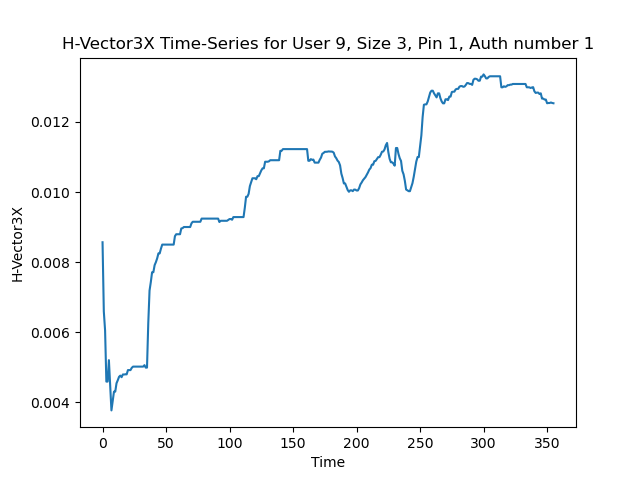 H-Vector3X Time-Series for User 9, Size 3, Pin 1, Auth number 1
0.012
0.010
0.008
0.006
0.004
H-Vector3X
0 50 100 150 200 250 300 350
Time